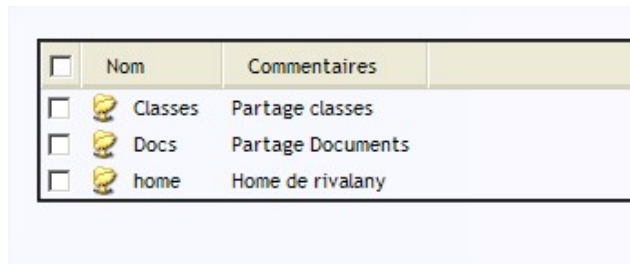 Nom Commentaires
Classes Partage classes
Docs Partage Documents
home Home de rivalany